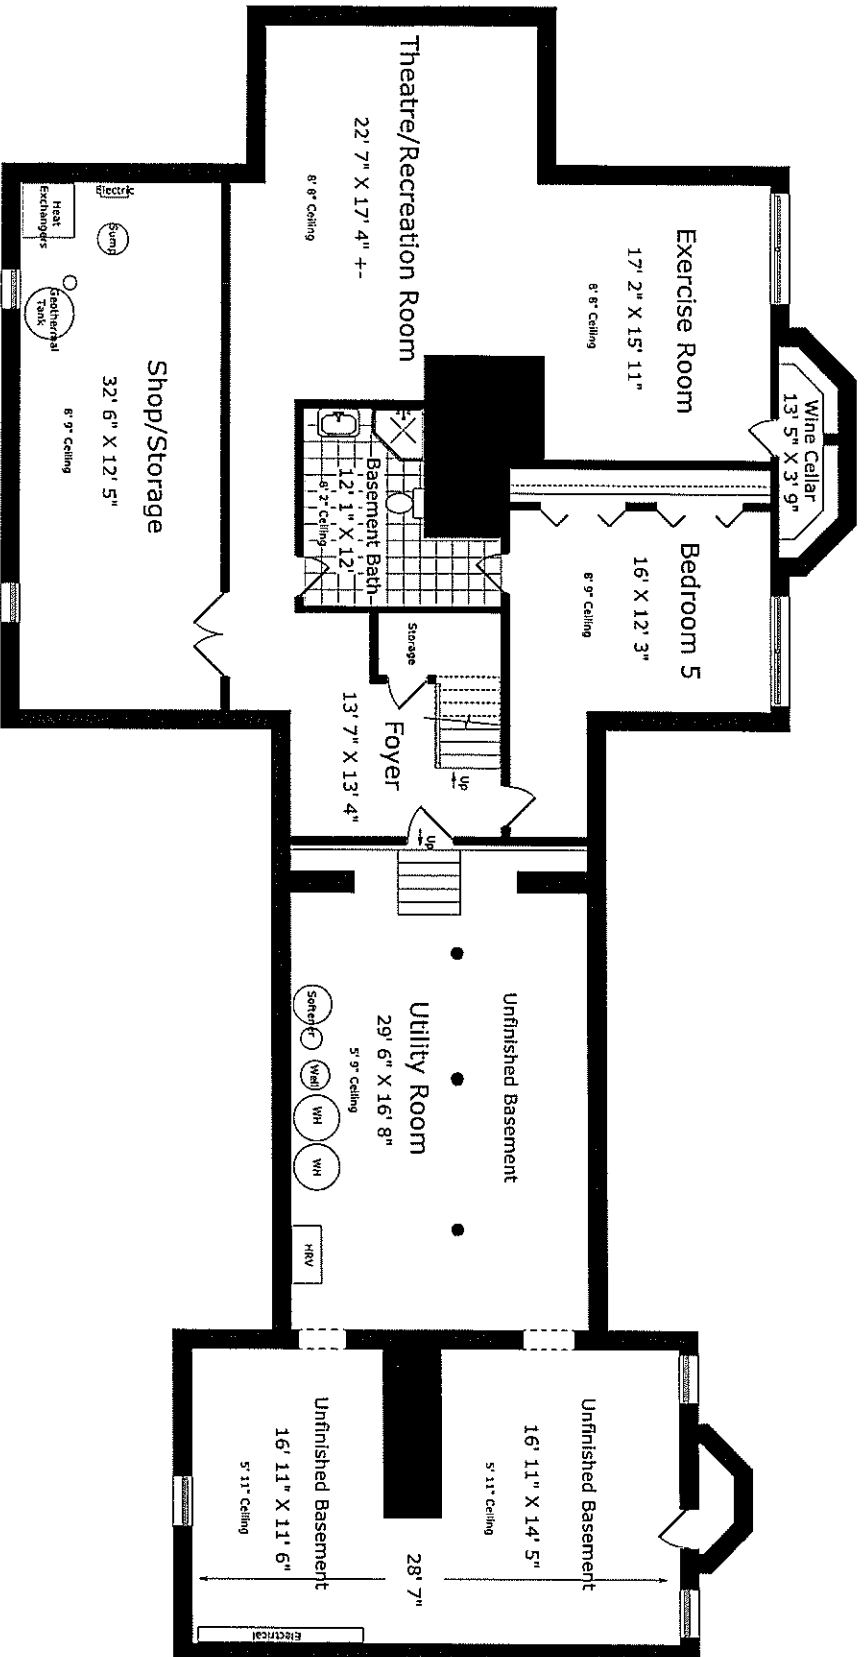 Theatre/Recreation Room
22' 7" X 17' 4" +-
8' 8" Ceiling
Exercise Room
17' 2" X 15' 11"
8' 8" Ceiling
Wine Cellar
13' 5" X 3' 9"
Bedroom 5
16' X 12' 3"
8' 9" Ceiling
Basement Bath
12' 1" X 12'
8' 2" Ceiling
Storage
Foyer
13' 7" X 13' 4"
Up
Up
Shop/Storage
32' 6" X 12' 5"
8' 9" Ceiling
Electric
Sump
Heat
Exchangers
Geothermal
Tank
Unfinished Basement
Utility Room
29' 6" X 16' 8"
5' 9" Ceiling
Softener
Well
WH
WH
HRV
Unfinished Basement
16' 11" X 14' 5"
5' 11" Ceiling
Unfinished Basement
16' 11" X 11' 6"
5' 11" Ceiling
28' 7"
Electrical